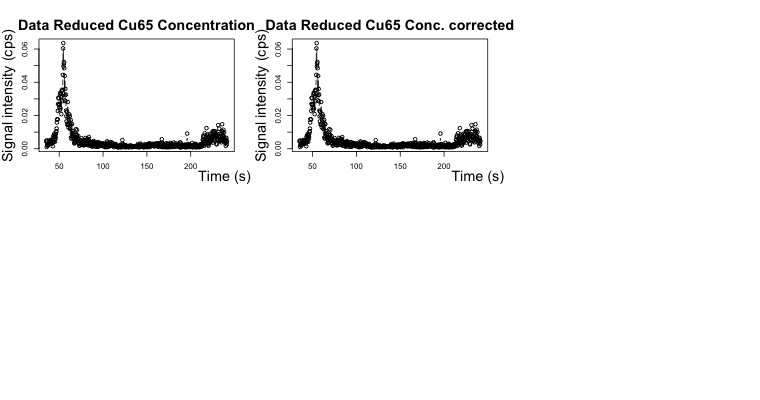 Data Reduced Cu65 Concentration
Signal intensity (cps)
0.00
0.02
0.04
0.06
50
100
150
200
Time (s)
Data Reduced Cu65 Conc. corrected
Signal intensity (cps)
0.00
0.02
0.04
0.06
50
100
150
200
Time (s)